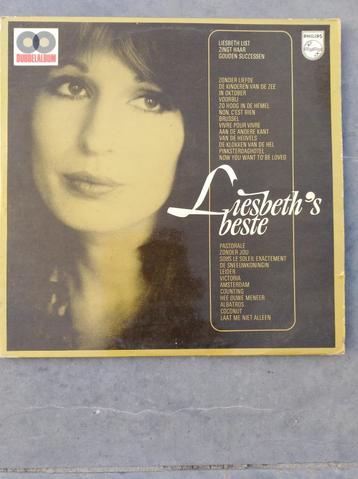 DUBBELALBUM
LIESBETH LIST
ZINGT HAAR
GOUDEN SUCCESSEN
PHILIPS
ZONDER LIEFDE
DE KINDEREN VAN DE ZEE
IN OKTOBER
VOORBIJ
ZO HOOG IN DE HEMEL
NON, C'EST RIEN
BRUSSEL
VIVRE POUR VIVRE
AAN DE ANDERE KANT
VAN DE HEUVELS
DE KLOKKEN VAN DE HEL
PINKSTERDAGHOTEL
NOW YOU WANT TO BE LOVED
Liesbeth's
beste
PASTORALE
ZONDER JOU
SOUS LE SOLEIL EXACTEMENT
DE SNEEUWKONINGIN
LEIDER
VICTORIA
AMSTERDAM
COUNTING
HEE DUWE MENEER
ALBATROS
COCONUT
LAAT ME NIET ALLEEN